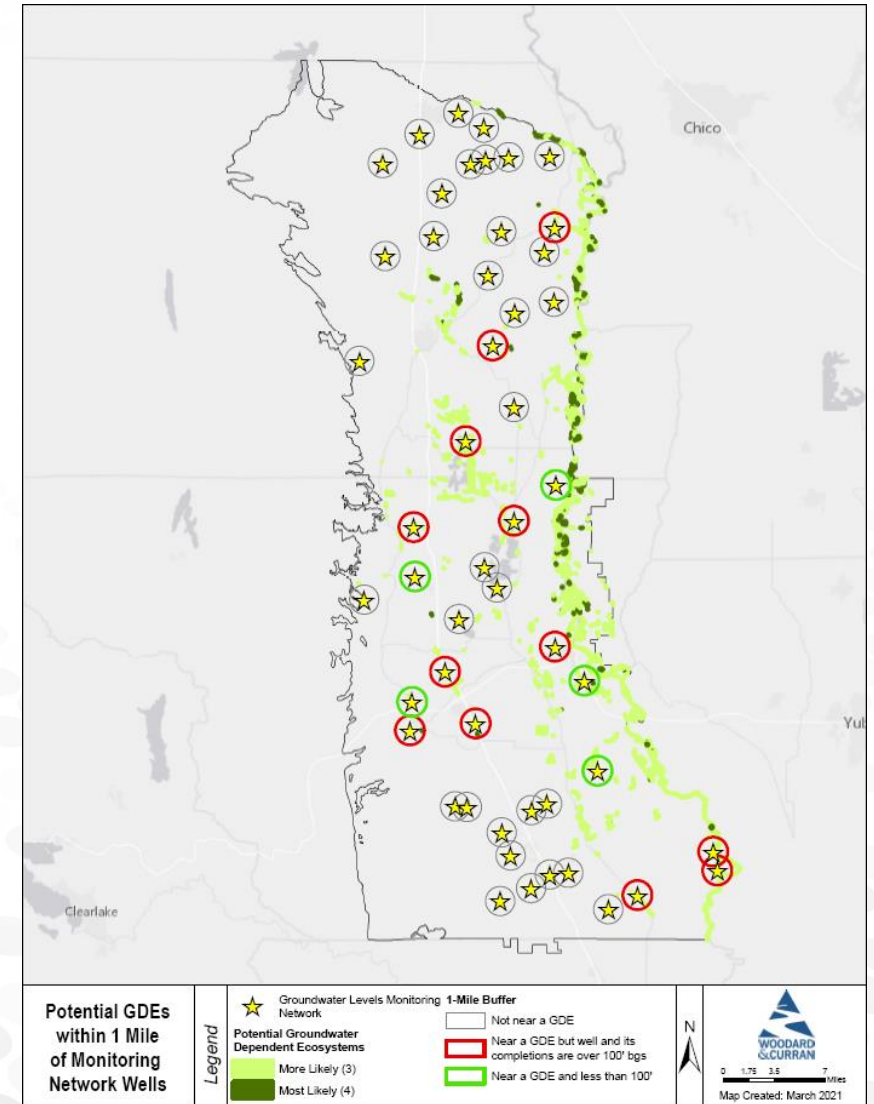 Chico
Yub
Clearlake
Potential GDEs
within 1 Mile
of Monitoring
Network Wells
Legend
Groundwater Levels Monitoring
Network
Potential Groundwater
Dependent Ecosystems
More Likely (3)
Most Likely (4)
1-Mile Buffer
Not near a GDE
Near a GDE but well and its
completions are over 100' bgs
Near a GDE and less than 100'
N
WOODARD
&CURRAN
0 1.75 3.5 7
Miles
Map Created: March 2021